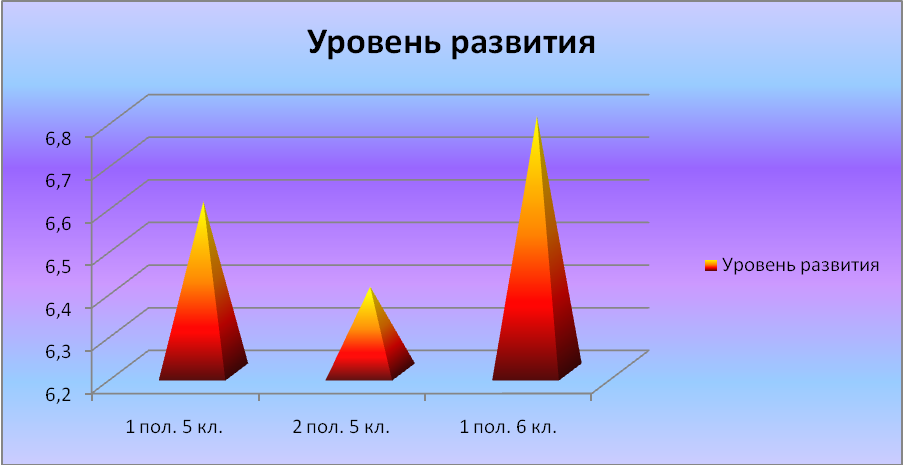 Уровень развития
6,8
6,7
6,6
6,5
6,4
6,3
6,2
1 пол. 5 кл.
2 пол. 5 кл.
1 пол. 6 кл.
Уровень развития